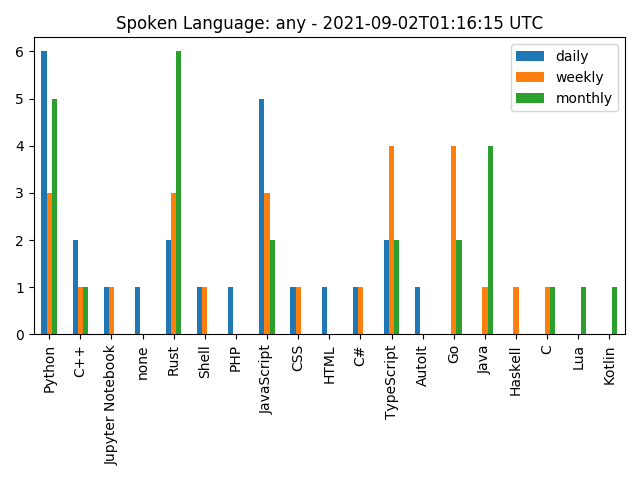 Spoken Language: any - 2021-09-02T01:16:15 UTC
daily
weekly
monthly
6
5
4
3
2
1
0
Python
C++
Jupyter Notebook
none
Rust
Shell
PHP
JavaScript
CSS
HTML
C#
TypeScript
AutoIt
Go
Java
Haskell
C
Lua
Kotlin